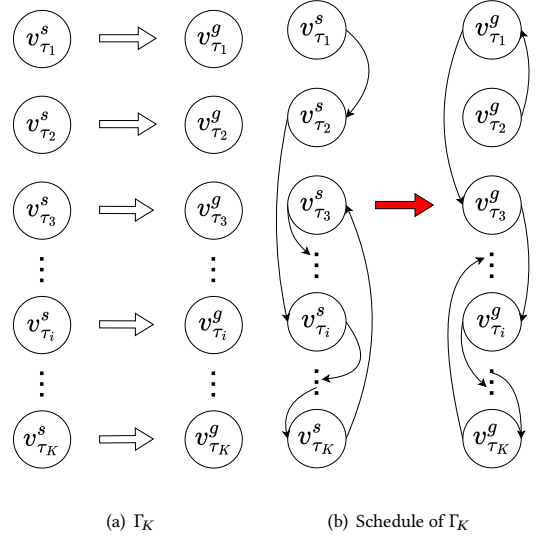 v^s_{τ_1} v^g_{τ_1} v^s_{τ_1} v^g_{τ_1}
v^s_{τ_2} v^g_{τ_2} v^s_{τ_2} v^g_{τ_2}
v^s_{τ_3} v^g_{τ_3} v^s_{τ_3} v^g_{τ_3}
⋮ ⋮ ⋮ ⋮
v^s_{τ_i} v^g_{τ_i} v^s_{τ_i} v^g_{τ_i}
⋮ ⋮ ⋮ ⋮
v^s_{τ_K} v^g_{τ_K} v^s_{τ_K} v^g_{τ_K}
(a) Γ_K (b) Schedule of Γ_K